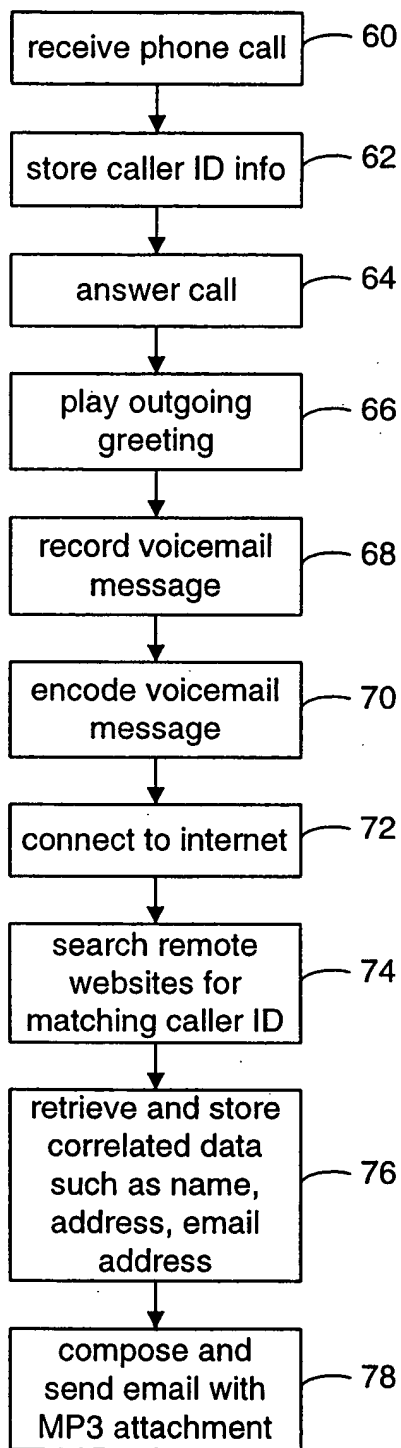 receive phone call
60
store caller ID info
62
answer call
64
play outgoing
greeting
66
record voicemail
message
68
encode voicemail
message
70
connect to internet
72
search remote
websites for
matching caller ID
74
retrieve and store
correlated data
such as name,
address, email
address
76
compose and
send email with
MP3 attachment
78